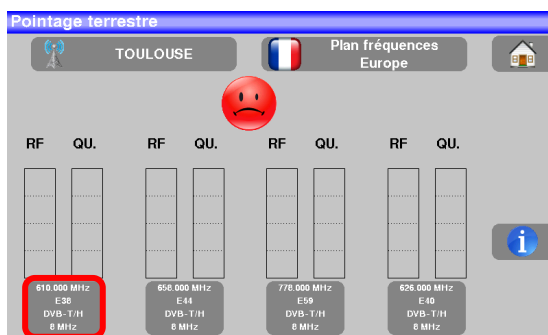 Pointage terrestre
TOULOUSE
Plan fréquences
Europe
RF QU. RF QU. RF QU. RF QU.
i
610.000 MHz
E38
DVB-T/H
8 MHz
658.000 MHz
E44
DVB-T/H
8 MHz
778.000 MHz
E59
DVB-T/H
8 MHz
626.000 MHz
E40
DVB-T/H
8 MHz